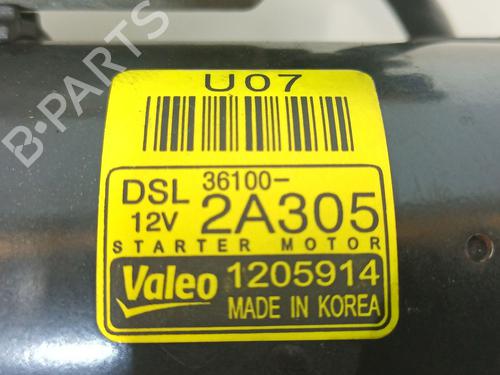 U07
DSL 36100-
12V 2A305
STARTER MOTOR
Valeo 1205914
MADE IN KOREA
B-PARTS